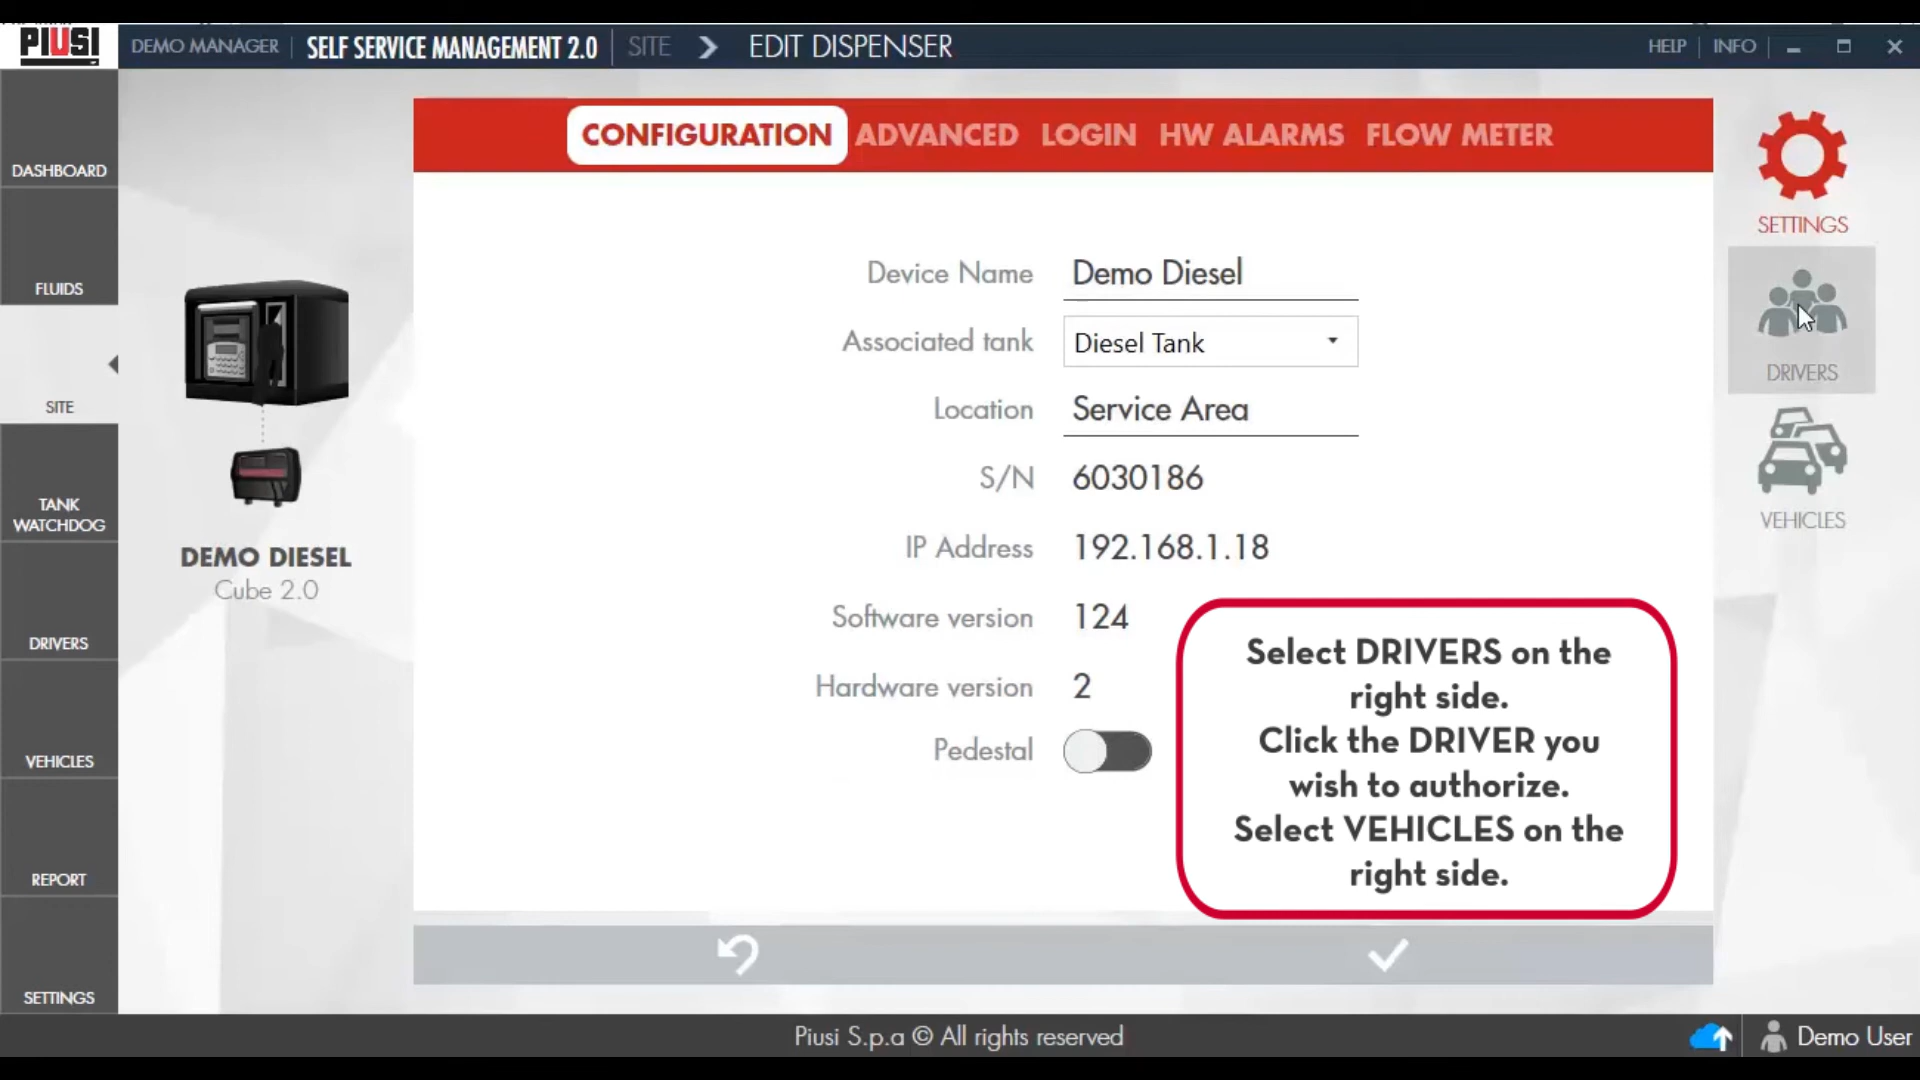 PIUSI
DEMO MANAGER
SELF SERVICE MANAGEMENT 2.0
SITE
EDIT DISPENSER
HELP
INFO
CONFIGURATION
ADVANCED
LOGIN
HW ALARMS
FLOW METER
DASHBOARD
FLUIDS
SITE
TANK
WATCHDOG
DRIVERS
VEHICLES
REPORT
SETTINGS
DEMO DIESEL
Cube 2.0
Device Name Demo Diesel
Associated tank Diesel Tank
Location Service Area
S/N 6030186
IP Address 192.168.1.18
Software version 124
Hardware version 2
Pedestal
Select DRIVERS on the
right side.
Click the DRIVER you
wish to authorize.
Select VEHICLES on the
right side.
SETTINGS
DRIVERS
VEHICLES
Piusi S.p.a © All rights reserved
Demo User